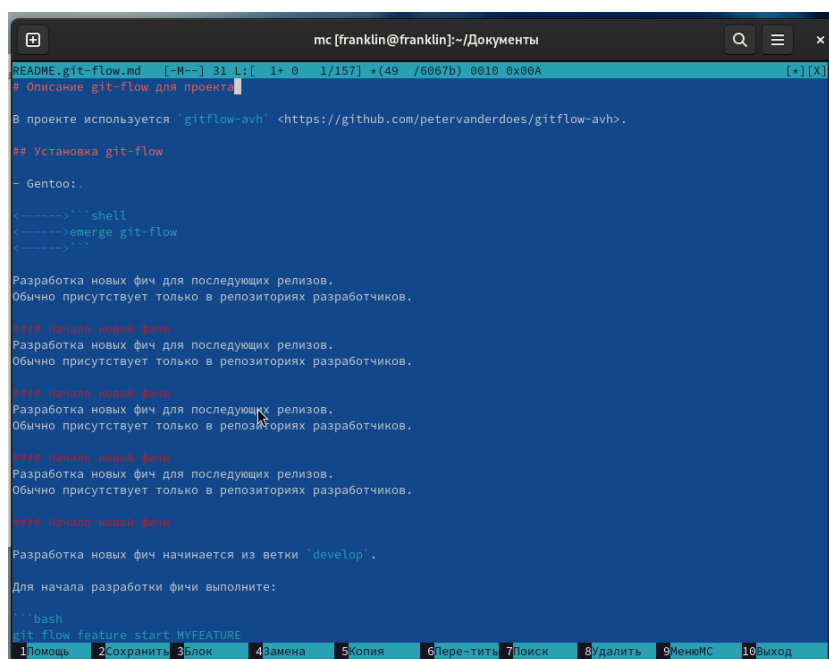 mc [franklin@franklin]:~/Документы
×
README.git-flow.md [-M--] 31 L:[ 1+ 0 1/157] *(49 /6067b) 0010 0x00A [*][X]
# Описание git-flow для проекта
В проекте используется `gitflow-avh` <https://github.com/petervanderdoes/gitflow-avh>.
## Установка git-flow
- Gentoo:.
<------>```shell
<------>emerge git-flow
<------>```
Разработка новых фич для последующих релизов.
Обычно присутствует только в репозиториях разработчиков.
#### Начало новой фичи
Разработка новых фич для последующих релизов.
Обычно присутствует только в репозиториях разработчиков.
#### Начало новой фичи
Разработка новых фич для последующих релизов.
Обычно присутствует только в репозиториях разработчиков.
#### Начало новой фичи
Разработка новых фич для последующих релизов.
Обычно присутствует только в репозиториях разработчиков.
#### Начало новой фичи
Разработка новых фич начинается из ветки `develop`.
Для начала разработки фичи выполните:
```bash
git flow feature start MYFEATURE
1Помощь 2Сохранить 3Блок 4Замена 5Копия 6Пере~тить 7Поиск 8Удалить 9МенюMC 10Выход